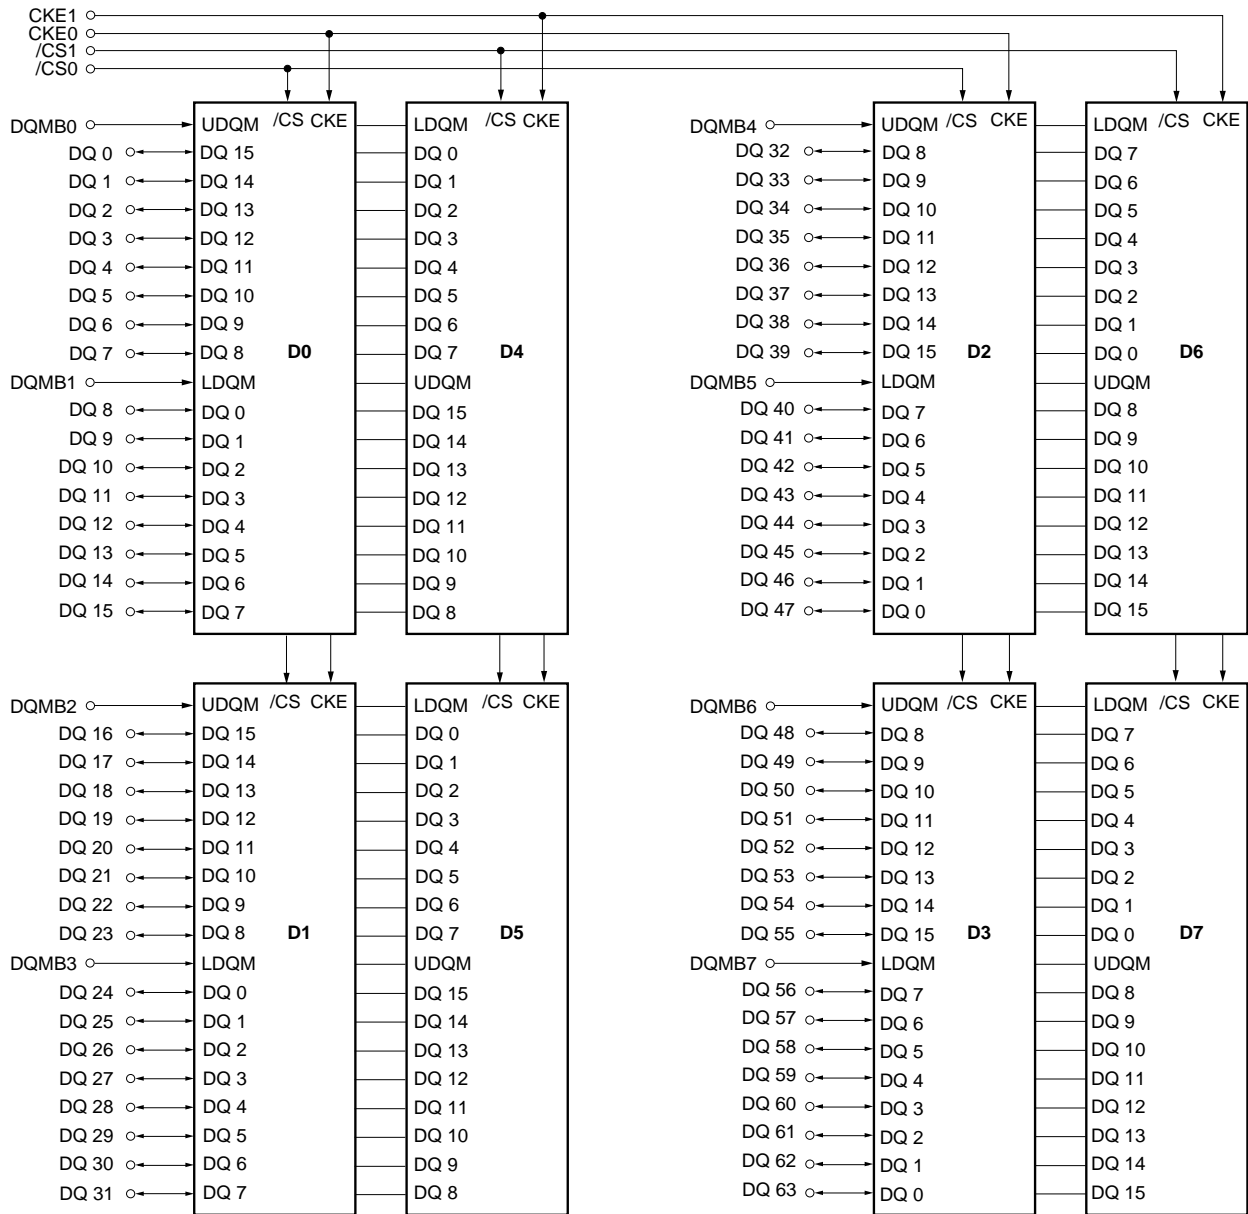 CKE1
CKE0
/CS1
/CS0
DQMB0 UDQM /CS CKE LDQM /CS CKE DQMB4 UDQM /CS CKE LDQM /CS CKE
DQ 0 DQ 15 DQ 0 DQ 32 DQ 8 DQ 7
DQ 1 DQ 14 DQ 1 DQ 33 DQ 9 DQ 6
DQ 2 DQ 13 DQ 2 DQ 34 DQ 10 DQ 5
DQ 3 DQ 12 DQ 3 DQ 35 DQ 11 DQ 4
DQ 4 DQ 11 DQ 4 DQ 36 DQ 12 DQ 3
DQ 5 DQ 10 DQ 5 DQ 37 DQ 13 DQ 2
DQ 6 DQ 9 DQ 6 DQ 38 DQ 14 DQ 1
DQ 7 DQ 8 D0 DQ 7 D4 DQ 39 DQ 15 D2 DQ 0 D6
DQMB1 LDQM UDQM DQMB5 LDQM UDQM
DQ 8 DQ 0 DQ 15 DQ 40 DQ 7 DQ 8
DQ 9 DQ 1 DQ 14 DQ 41 DQ 6 DQ 9
DQ 10 DQ 2 DQ 13 DQ 42 DQ 5 DQ 10
DQ 11 DQ 3 DQ 12 DQ 43 DQ 4 DQ 11
DQ 12 DQ 4 DQ 11 DQ 44 DQ 3 DQ 12
DQ 13 DQ 5 DQ 10 DQ 45 DQ 2 DQ 13
DQ 14 DQ 6 DQ 9 DQ 46 DQ 1 DQ 14
DQ 15 DQ 7 DQ 8 DQ 47 DQ 0 DQ 15
DQMB2 UDQM /CS CKE LDQM /CS CKE DQMB6 UDQM /CS CKE LDQM /CS CKE
DQ 16 DQ 15 DQ 0 DQ 48 DQ 8 DQ 7
DQ 17 DQ 14 DQ 1 DQ 49 DQ 9 DQ 6
DQ 18 DQ 13 DQ 2 DQ 50 DQ 10 DQ 5
DQ 19 DQ 12 DQ 3 DQ 51 DQ 11 DQ 4
DQ 20 DQ 11 DQ 4 DQ 52 DQ 12 DQ 3
DQ 21 DQ 10 DQ 5 DQ 53 DQ 13 DQ 2
DQ 22 DQ 9 DQ 6 DQ 54 DQ 14 DQ 1
DQ 23 DQ 8 D1 DQ 7 D5 DQ 55 DQ 15 D3 DQ 0 D7
DQMB3 LDQM UDQM DQMB7 LDQM UDQM
DQ 24 DQ 0 DQ 15 DQ 56 DQ 7 DQ 8
DQ 25 DQ 1 DQ 14 DQ 57 DQ 6 DQ 9
DQ 26 DQ 2 DQ 13 DQ 58 DQ 5 DQ 10
DQ 27 DQ 3 DQ 12 DQ 59 DQ 4 DQ 11
DQ 28 DQ 4 DQ 11 DQ 60 DQ 3 DQ 12
DQ 29 DQ 5 DQ 10 DQ 61 DQ 2 DQ 13
DQ 30 DQ 6 DQ 9 DQ 62 DQ 1 DQ 14
DQ 31 DQ 7 DQ 8 DQ 63 DQ 0 DQ 15